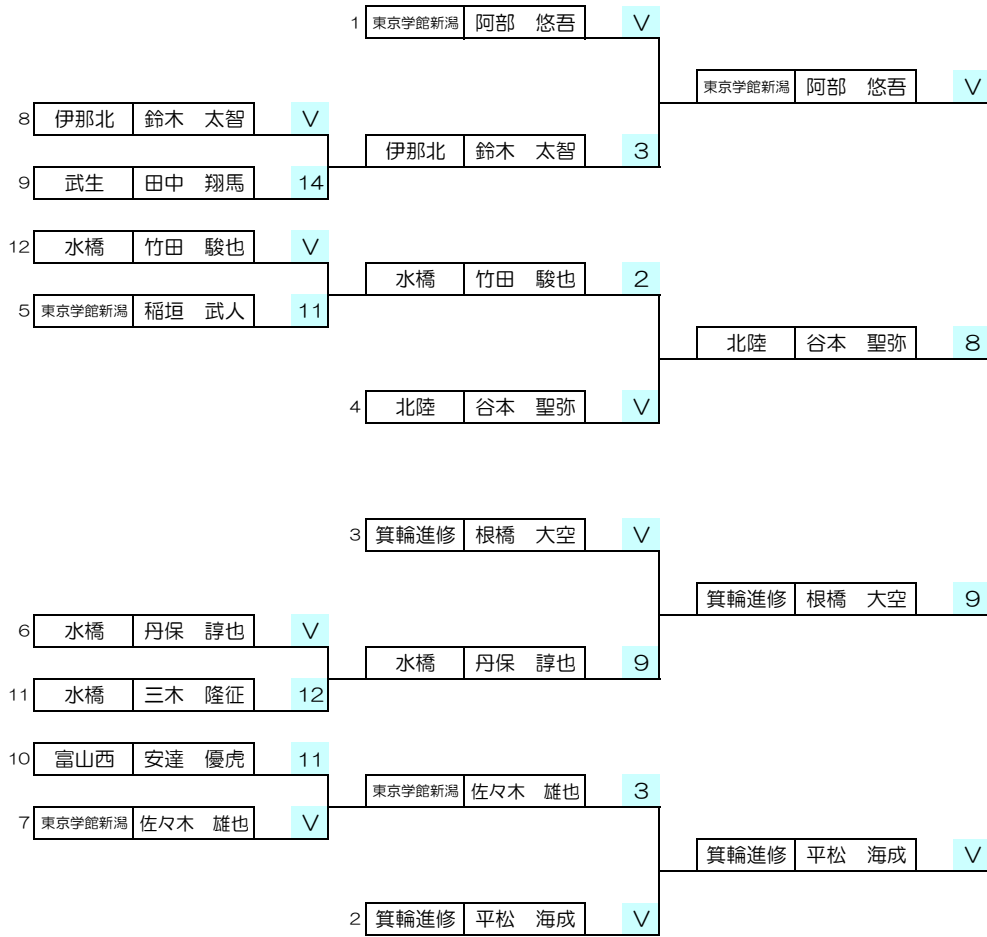 1 東京学館新潟 阿部 悠吾 V
東京学館新潟 阿部 悠吾 V
8 伊那北 鈴木 太智 V
伊那北 鈴木 太智 3
9 武生 田中 翔馬 14
12 水橋 竹田 駿也 V
水橋 竹田 駿也 2
5 東京学館新潟 稲垣 武人 11
北陸 谷本 聖弥 8
4 北陸 谷本 聖弥 V
3 箕輪進修 根橋 大空 V
箕輪進修 根橋 大空 9
6 水橋 丹保 諄也 V
水橋 丹保 諄也 9
11 水橋 三木 隆征 12
10 富山西 安達 優虎 11
東京学館新潟 佐々木 雄也 3
7 東京学館新潟 佐々木 雄也 V
箕輪進修 平松 海成 V
2 箕輪進修 平松 海成 V